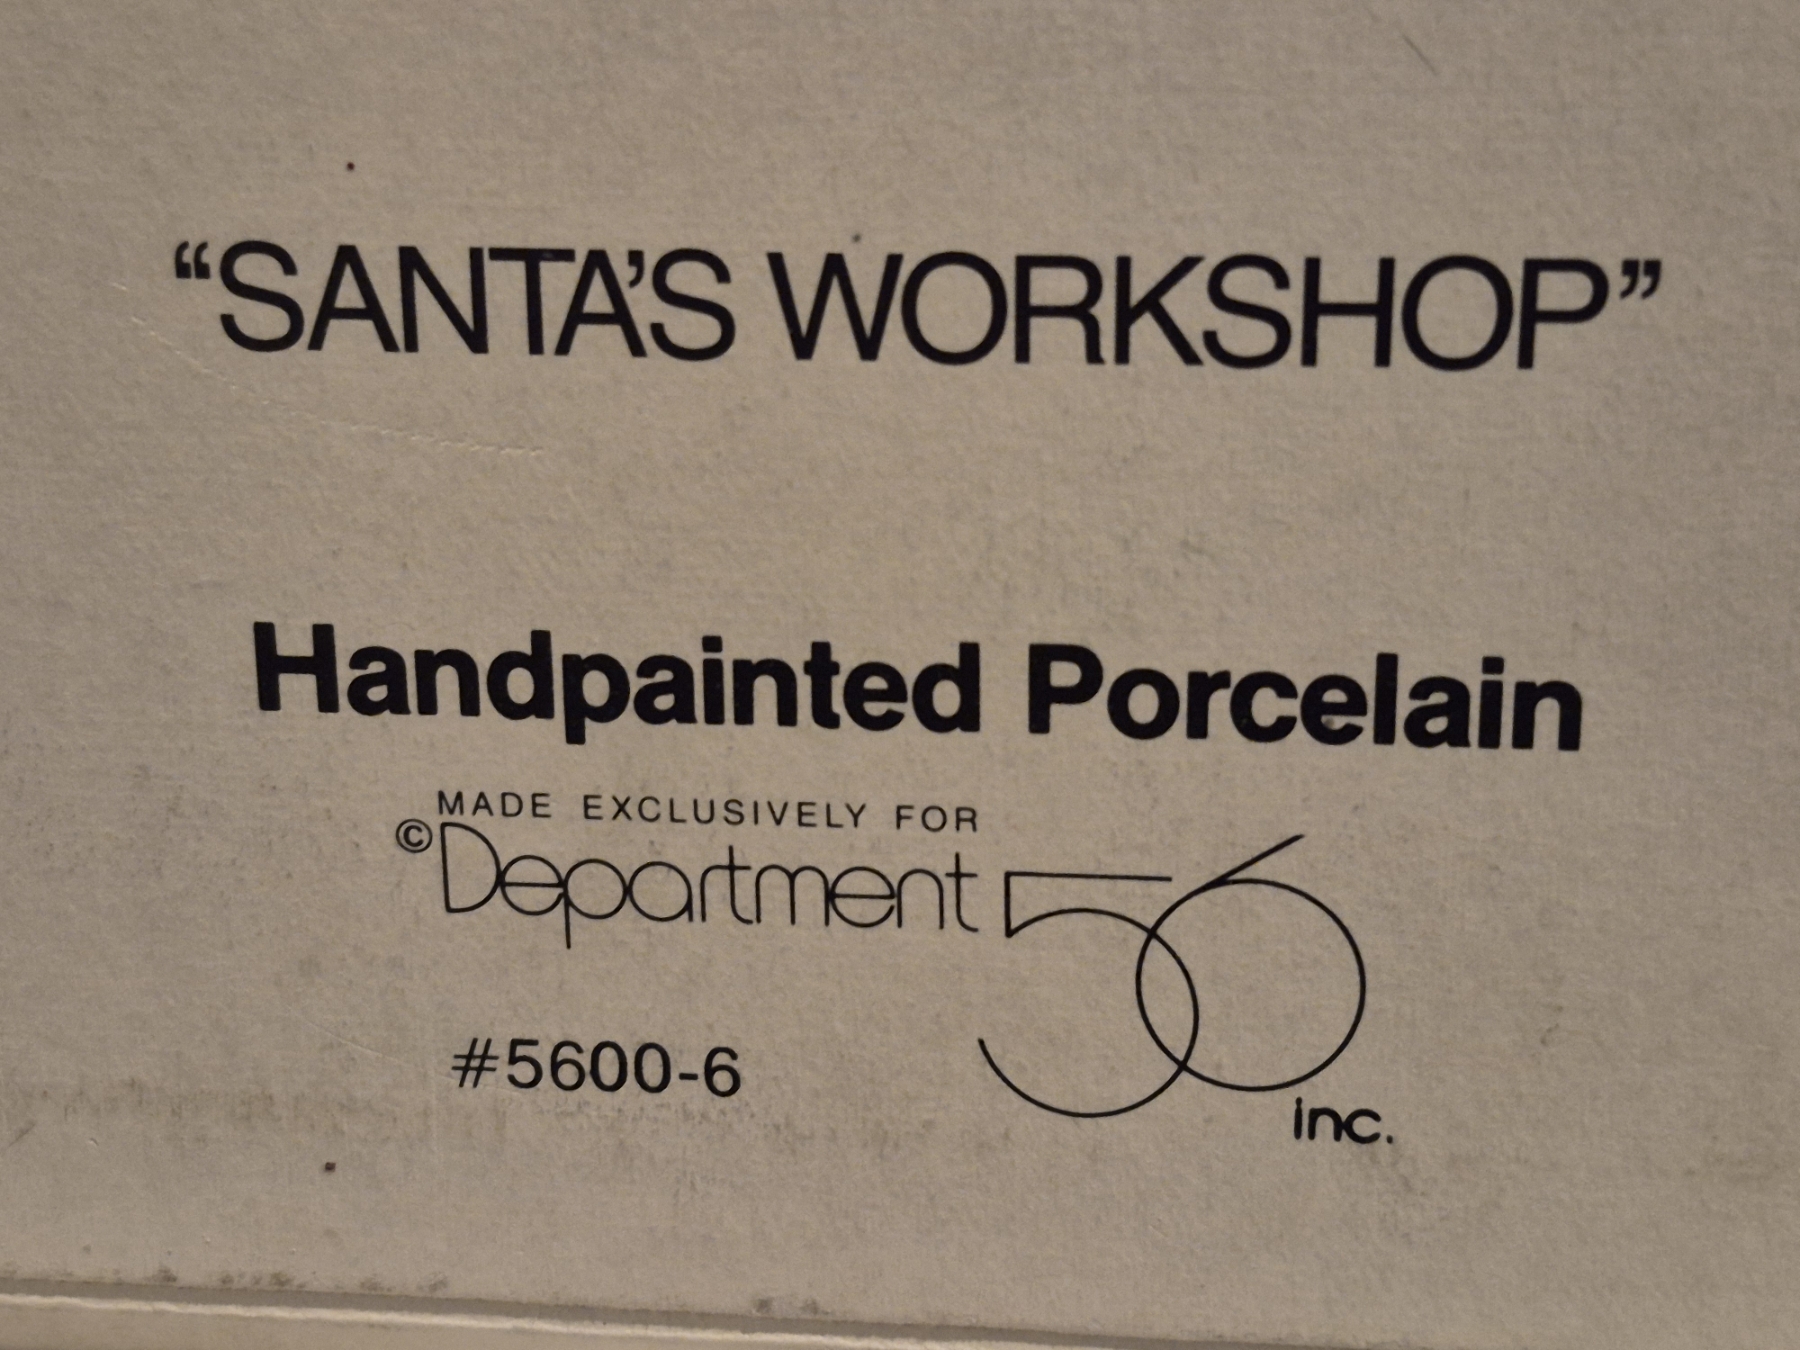 “SANTA’S WORKSHOP”
Handpainted Porcelain
MADE EXCLUSIVELY FOR
©Department 56
inc.
#5600-6